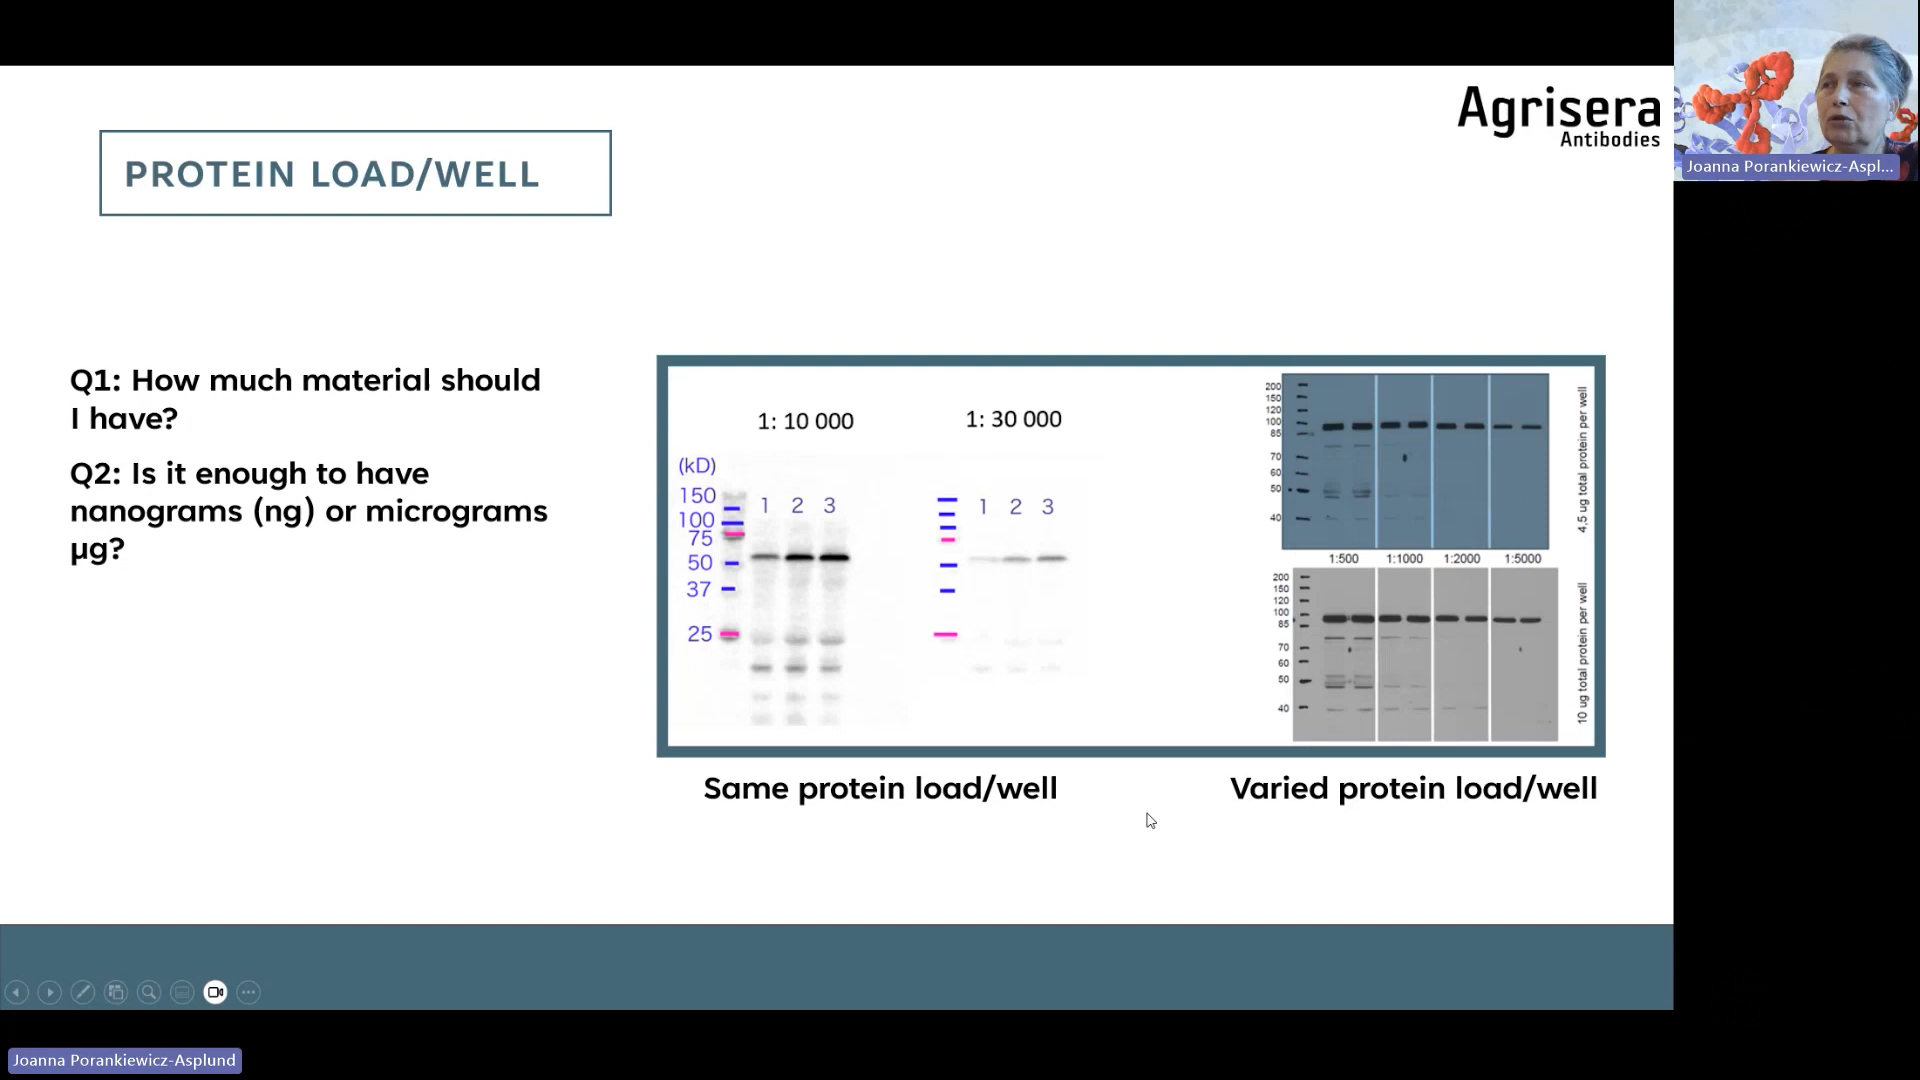 Agrisera
Antibodies
Joanna Porankiewicz-Aspl...
PROTEIN LOAD/WELL
Q1: How much material should
I have?
Q2: Is it enough to have
nanograms (ng) or micrograms
µg?
1: 10 000
1: 30 000
(kD)
150
100
75
50
37
25
1 2 3
1 2 3
200
150
120
100
85
70
60
50
40
4,5 ug total protein per well
1:500 1:1000 1:2000 1:5000
200
150
120
100
85
70
60
50
40
10 ug total protein per well
Same protein load/well
Varied protein load/well
Joanna Porankiewicz-Asplund